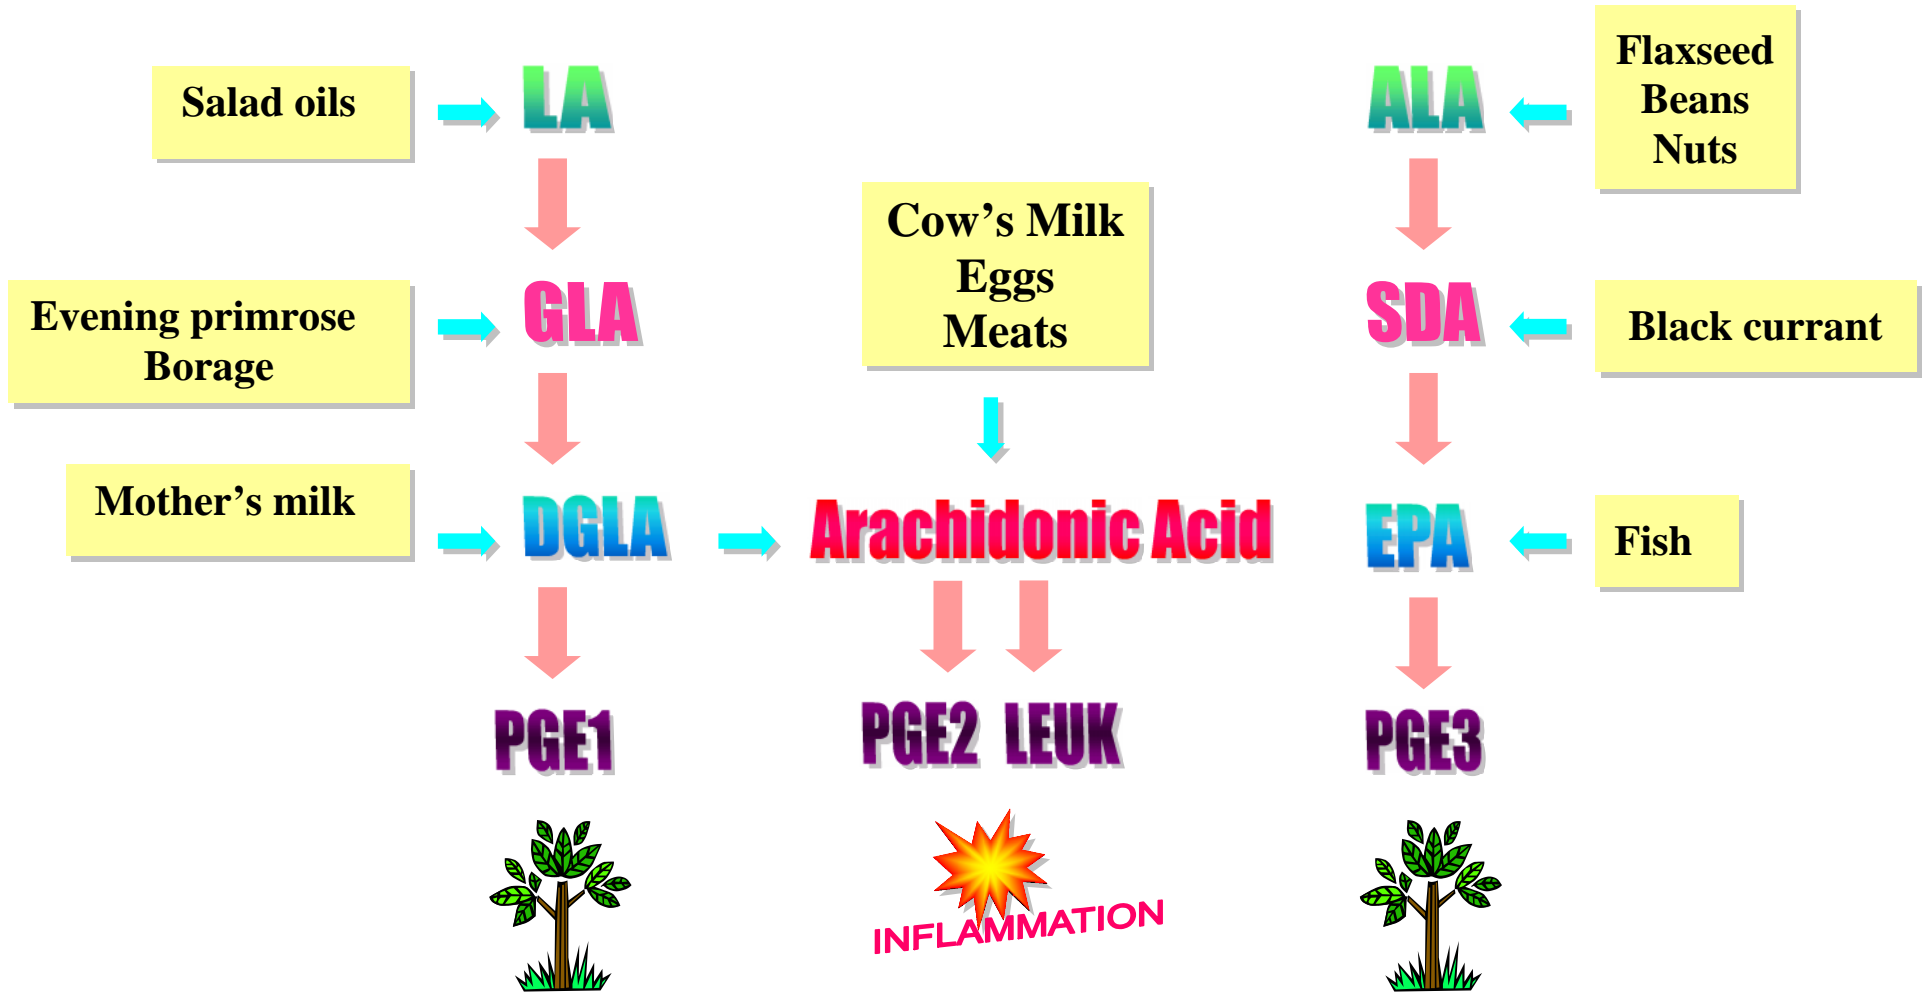 Salad oils
LA
ALA
Flaxseed
Beans
Nuts
Cow's Milk
Eggs
Meats
Evening primrose
Borage
GLA
SDA
Black currant
Mother's milk
DGLA
Arachidonic Acid
EPA
Fish
PGE1
PGE2 LEUK
PGE3
INFLAMMATION